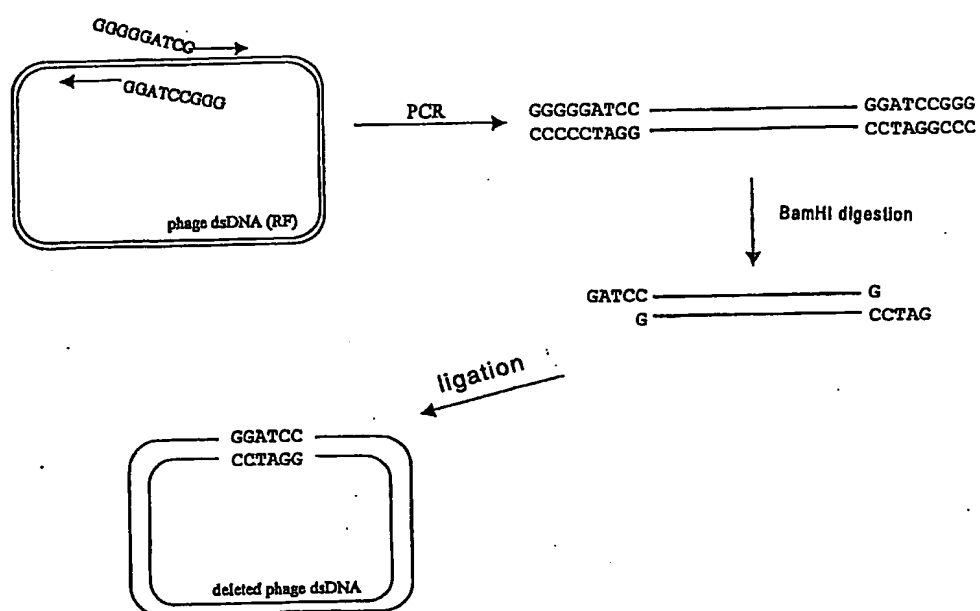 GGGGGATCG
GGATCCGGG
phage dsDNA (RF)
PCR
GGGGGATCC GGATCCGGG
CCCCCTAGG CCTAGGCCC
BamHI digestion
GATCC G
G CCTAG
ligation
GGATCC
CCTAGG
deleted phage dsDNA